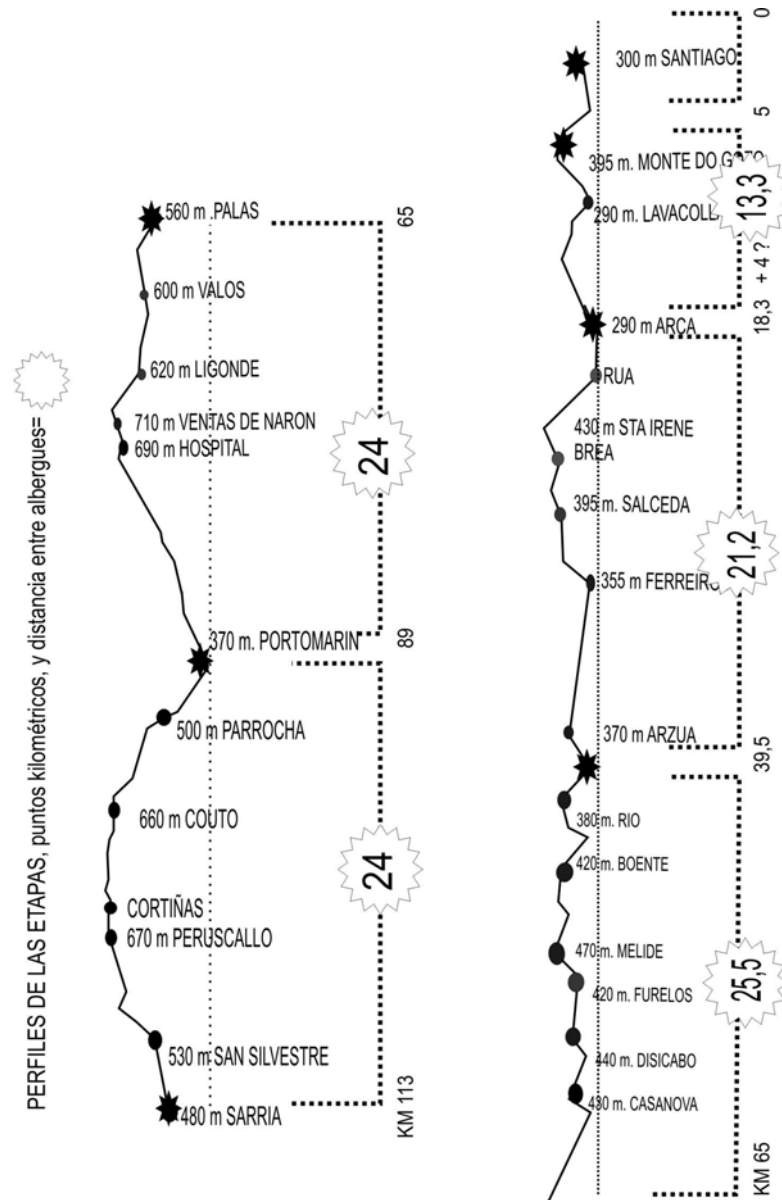 PERFILES DE LAS ETAPAS, puntos kilométricos, y distancia entre albergues=
560 m .PALAS
600 m VALOS
620 m LIGONDE
710 m VENTAS DE NARON
690 m HOSPITAL
370 m. PORTOMARIN
500 m PARROCHA
660 m COUTO
CORTIÑAS
670 m PERUSCALLO
530 m SAN SILVESTRE
480 m SARRIA
65
24
89
24
KM 113
300 m SANTIAGO
395 m. MONTE DO
290 m. LAVACOLL
290 m ARCA
RUA
430 m STA IRENE
BREA
395 m. SALCEDA
355 m FERREIR
370 m ARZUA
380 m. RIO
420 m. BOENTE
470 m. MELIDE
420 m. FURELOS
440 m. DISICABO
430 m. CASANOVA
0
5
13,3
18,3 + 4 ?
21,2
39,5
25,5
KM 65